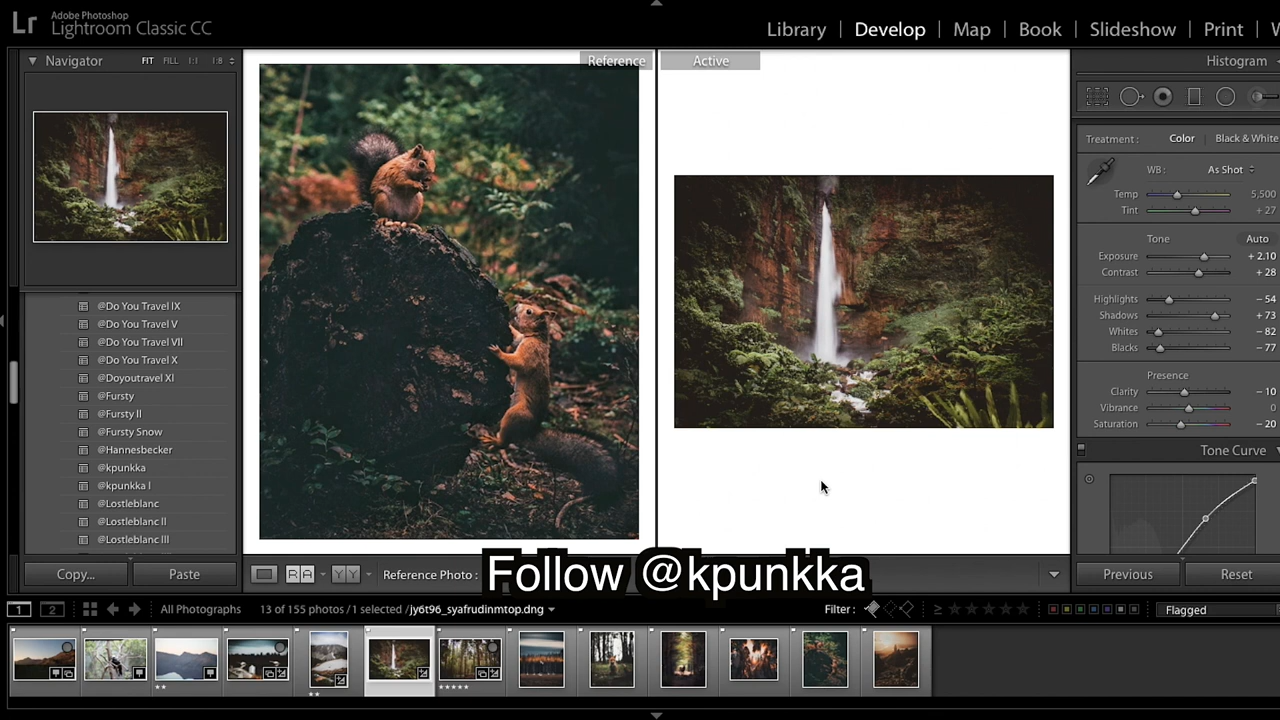 Lr
Adobe Photoshop
Lightroom Classic CC
Library | Develop | Map | Book | Slideshow | Print |
Navigator FIT FILL 1:1 1:8
Reference
Active
Histogram
Treatment : Color Black & White
WB : As Shot
Temp 5,500
Tint + 27
Tone Auto
Exposure + 2.10
Contrast + 28
Highlights – 54
Shadows + 73
Whites – 82
Blacks – 77
Presence
Clarity – 10
Vibrance 0
Saturation – 20
Tone Curve
@Do You Travel IX
@Do You Travel V
@Do You Travel VII
@Do You Travel X
@Doyoutravel XI
@Fursty
@Fursty II
@Fursty Snow
@Hannesbecker
@kpunkka
@kpunkka I
@Lostleblanc
@Lostleblanc II
@Lostleblanc III
Copy... Paste
R A Y Y Reference Photo :
Follow @kpunkka
Previous Reset
1 2 All Photographs 13 of 155 photos / 1 selected / jy6t96_syafrudinmtop.dng Filter : Flagged